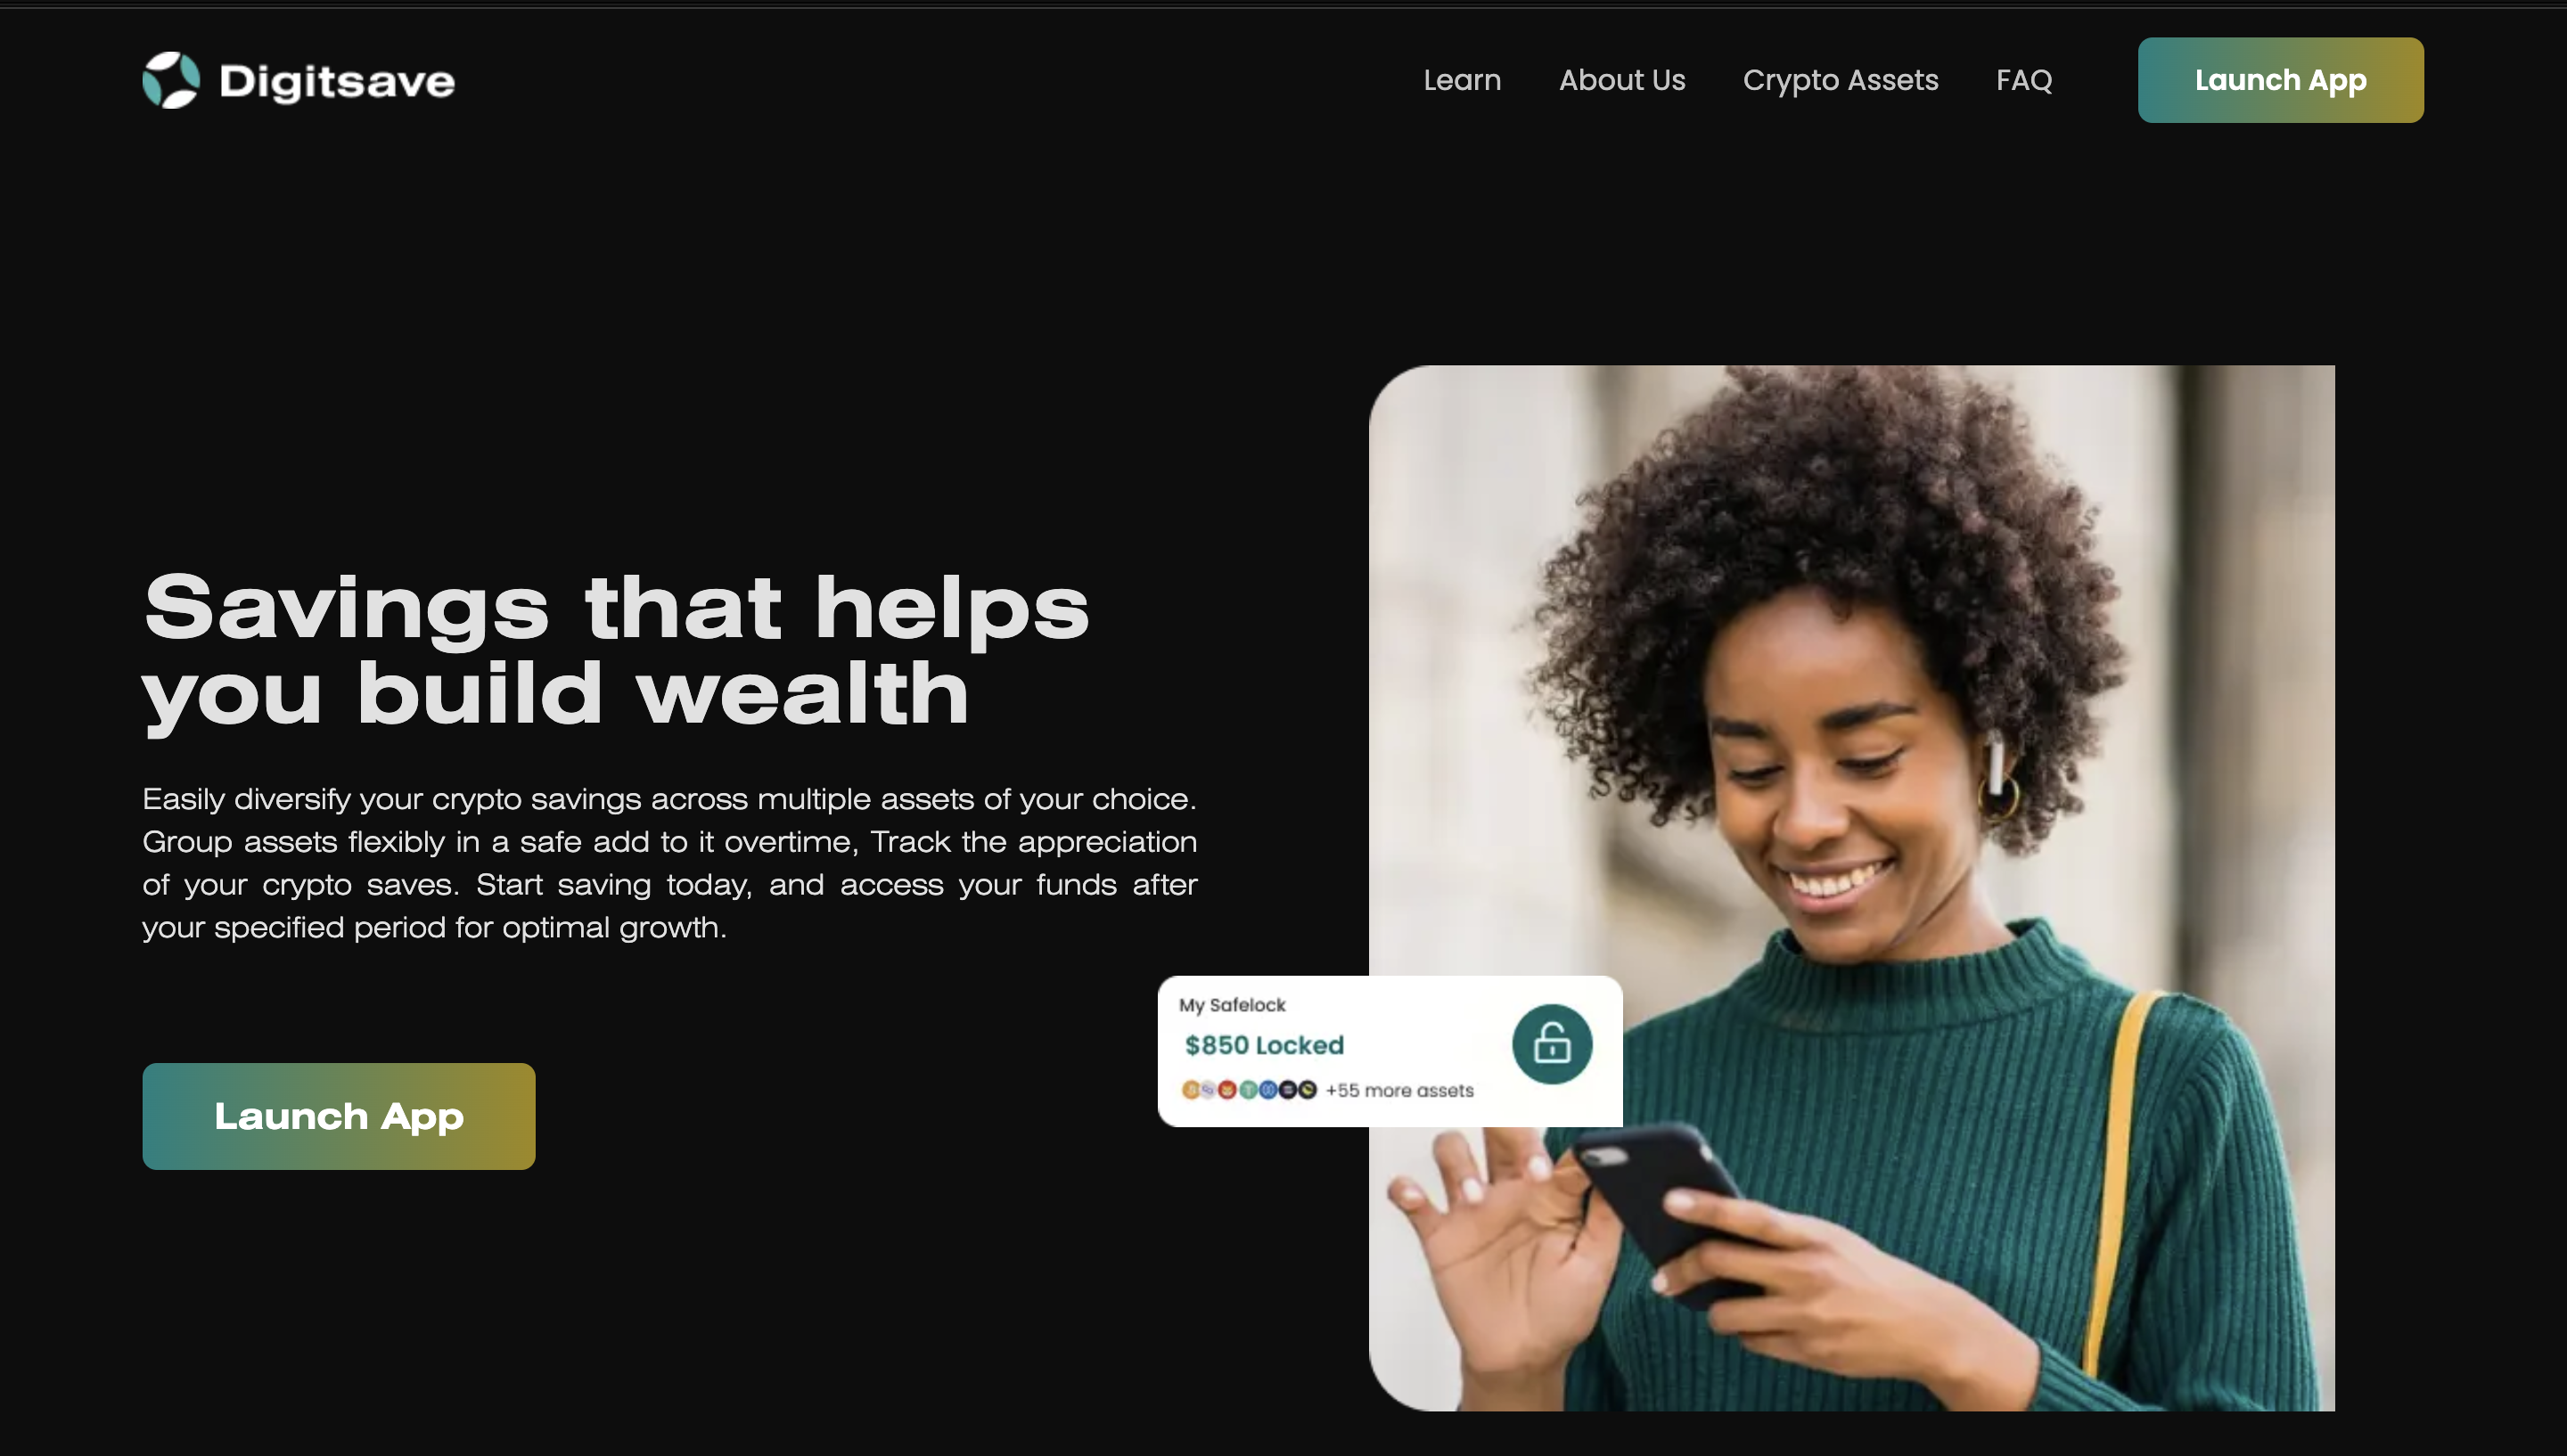 Digitsave
Learn
About Us
Crypto Assets
FAQ
Launch App
Savings that helps
you build wealth
Easily diversify your crypto savings across multiple assets of your choice.
Group assets flexibly in a safe add to it overtime, Track the appreciation
of your crypto saves. Start saving today, and access your funds after
your specified period for optimal growth.
My Safelock
$850 Locked
+55 more assets
Launch App